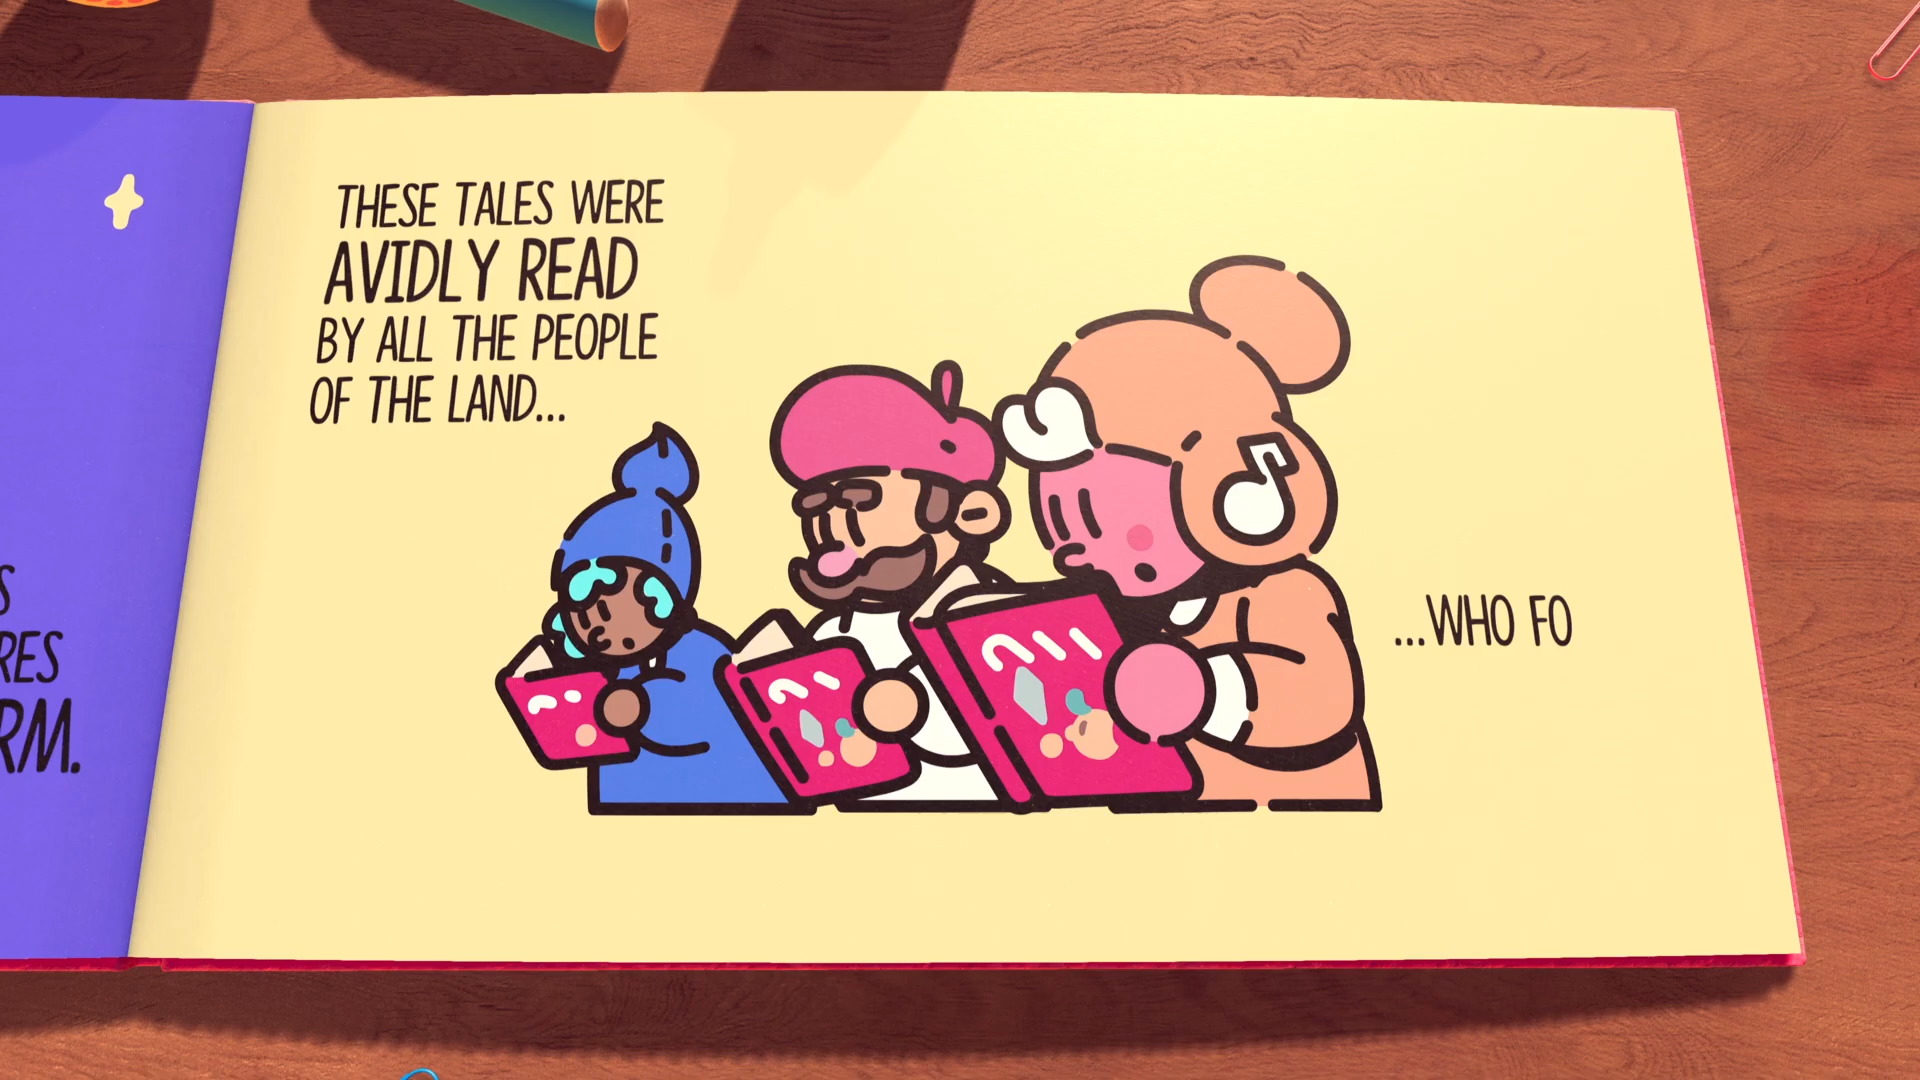 THESE TALES WERE
AVIDLY READ
BY ALL THE PEOPLE
OF THE LAND...
...WHO FO